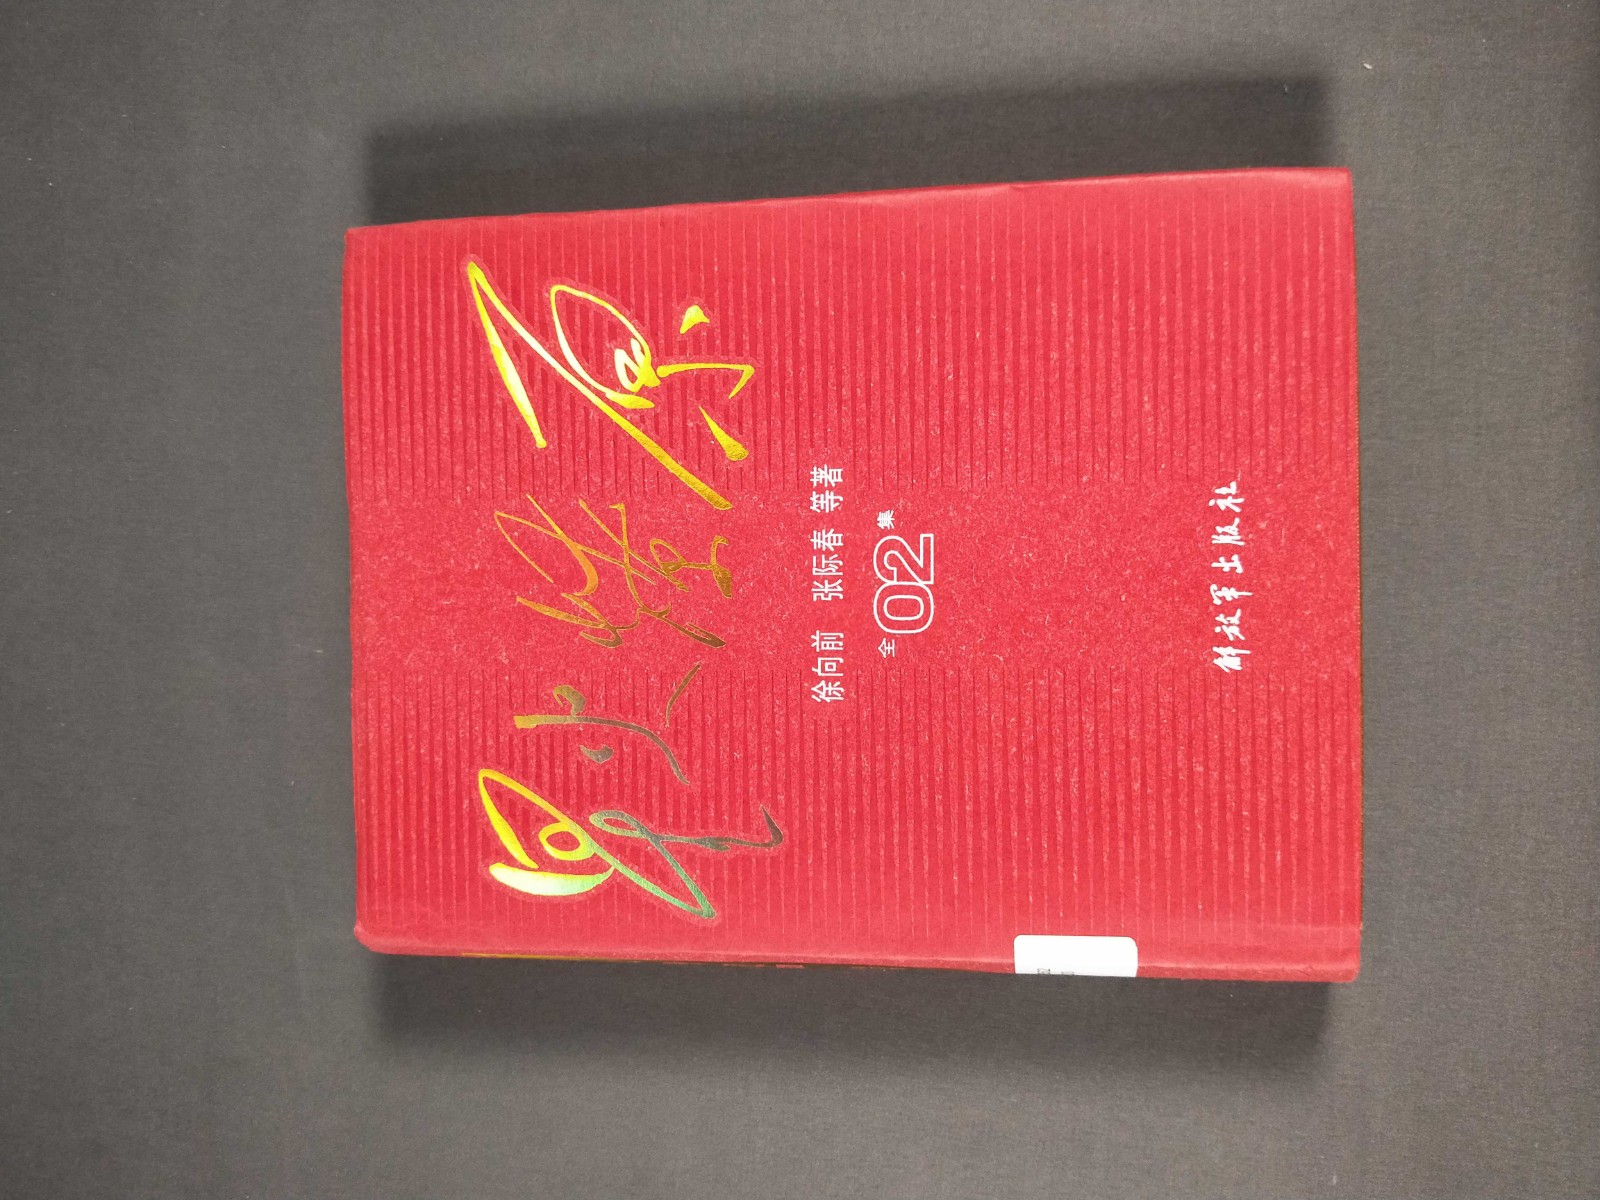 星火燎原
徐向前 张际春 等著
全02集
解放军出版社